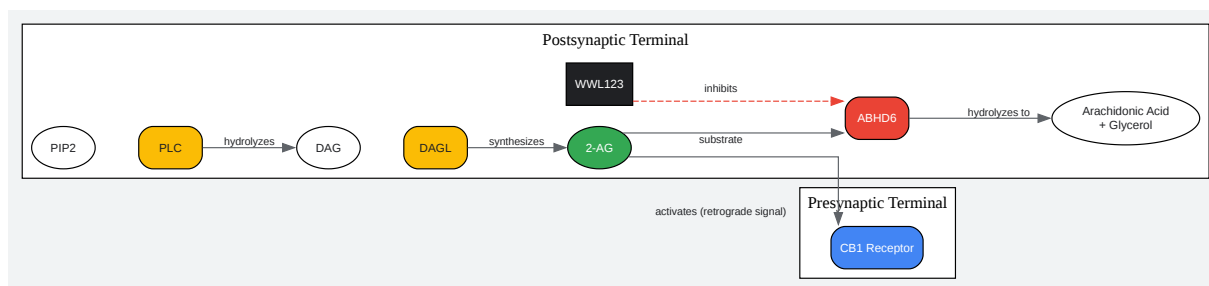 Postsynaptic Terminal
WWL123
inhibits
ABHD6
hydrolyzes to
Arachidonic Acid
+ Glycerol
PIP2
PLC
hydrolyzes
DAG
DAGL
synthesizes
2-AG
substrate
activates (retrograde signal)
Presynaptic Terminal
CB1 Receptor